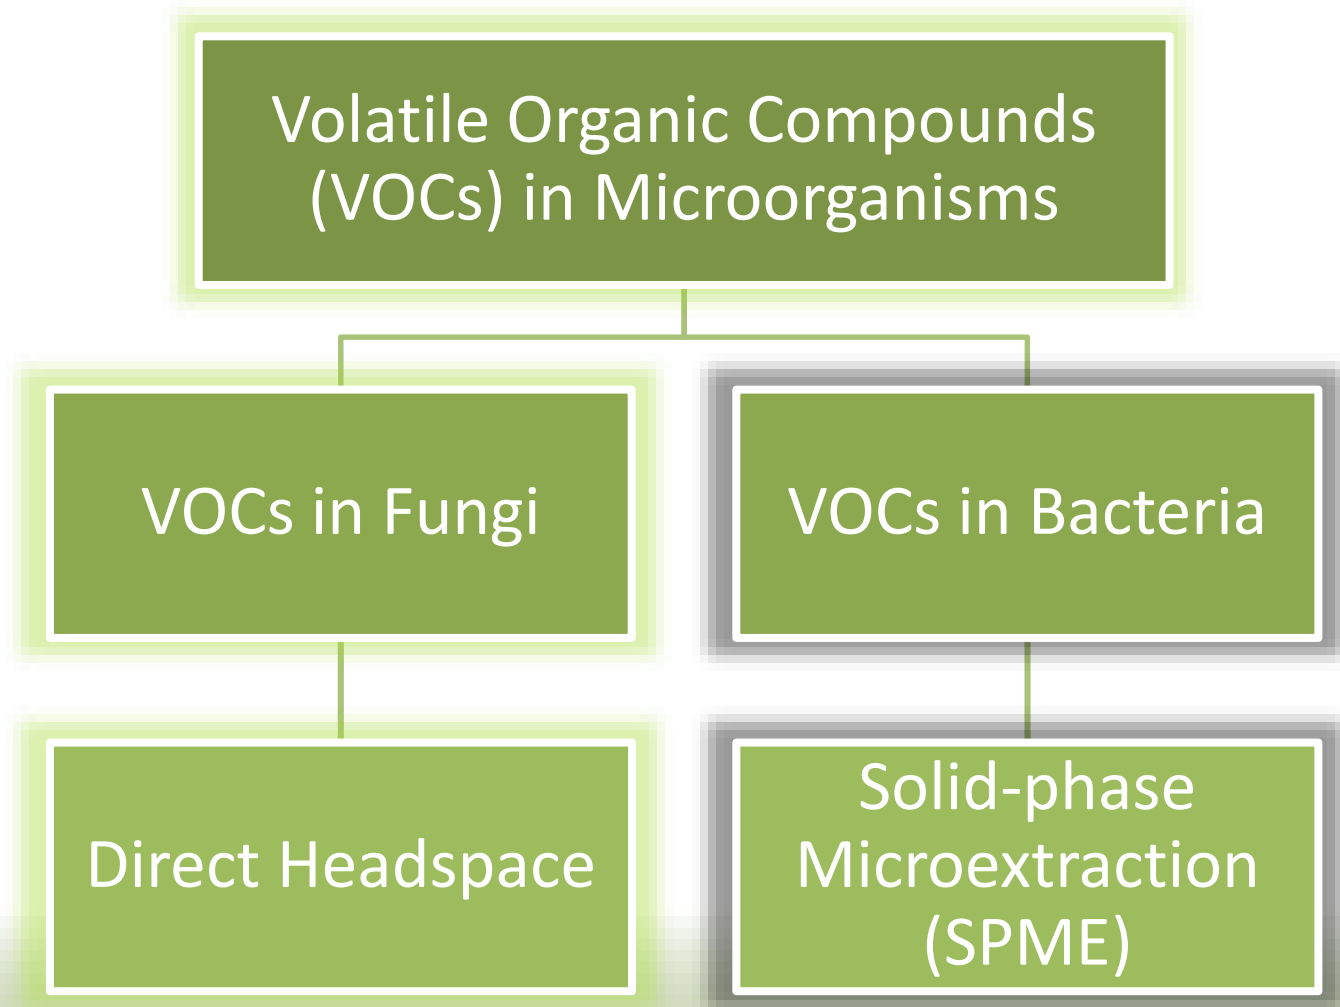 Volatile Organic Compounds
(VOCs) in Microorganisms
VOCs in Fungi
VOCs in Bacteria
Direct Headspace
Solid-phase
Microextraction
(SPME)